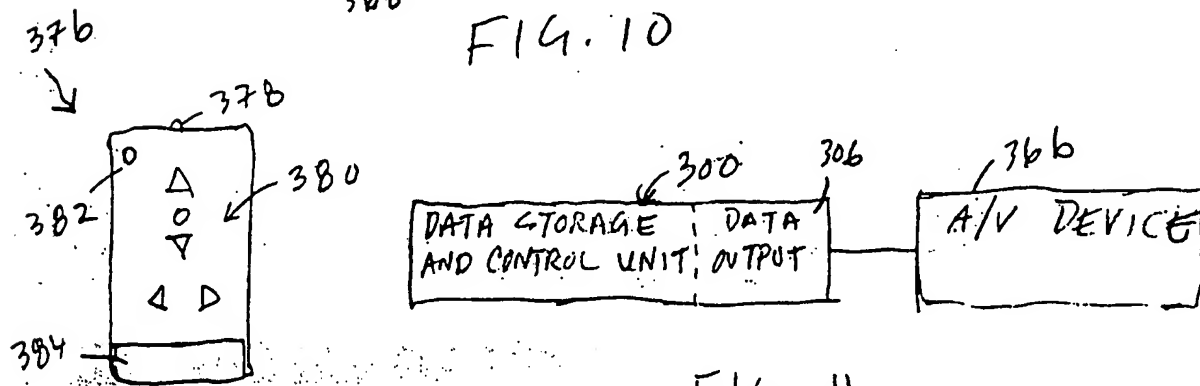 376
FIG. 10
378
382
380
384
300
306
366
DATA STORAGE
AND CONTROL UNIT
DATA
OUTPUT
A/V DEVICE